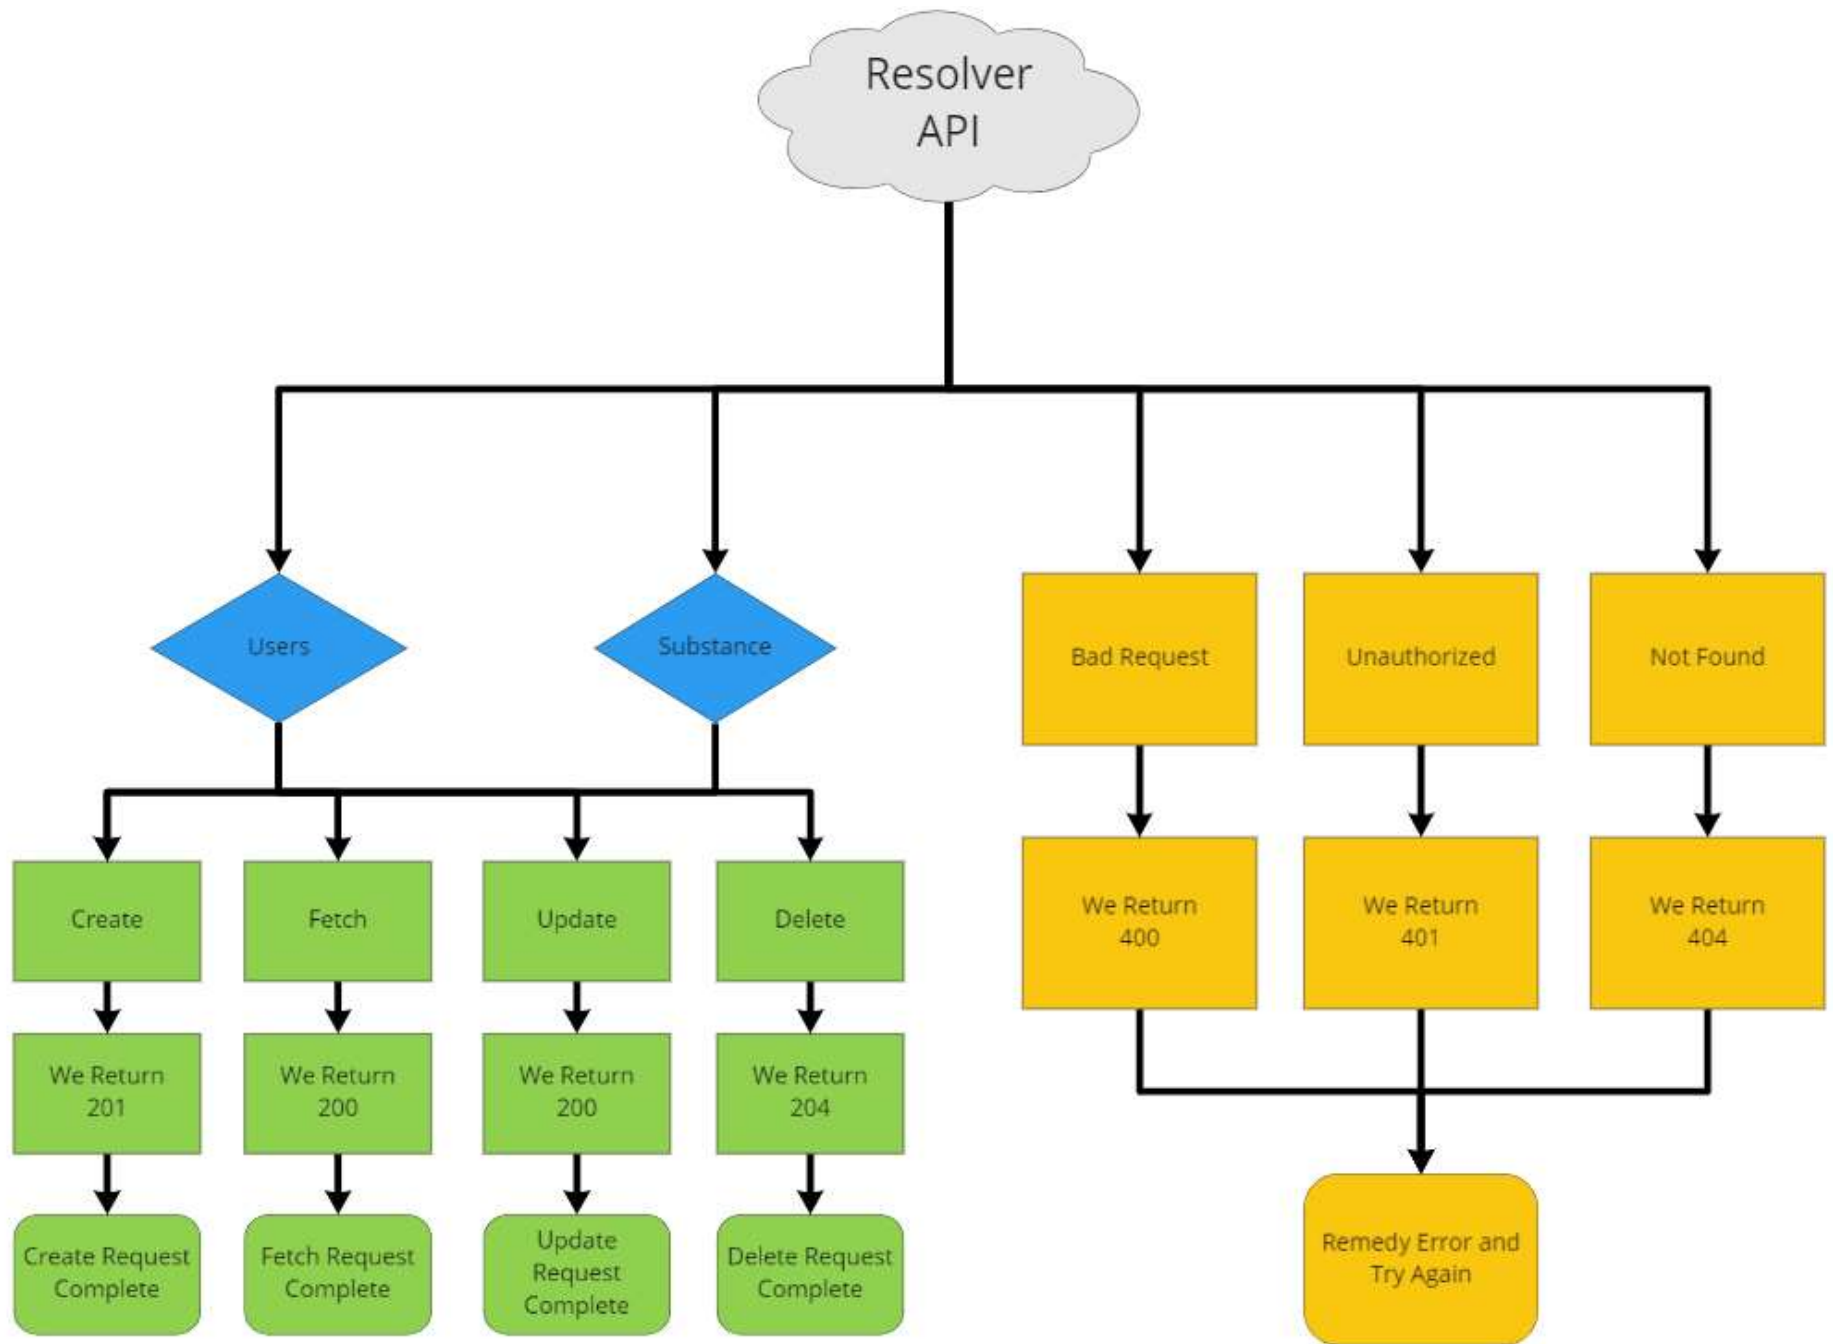 Resolver
API
Users
Substance
Bad Request
Unauthorized
Not Found
Create
Fetch
Update
Delete
We Return
400
We Return
401
We Return
404
We Return
201
We Return
200
We Return
200
We Return
204
Create Request
Complete
Fetch Request
Complete
Update
Request
Complete
Delete Request
Complete
Remedy Error and
Try Again